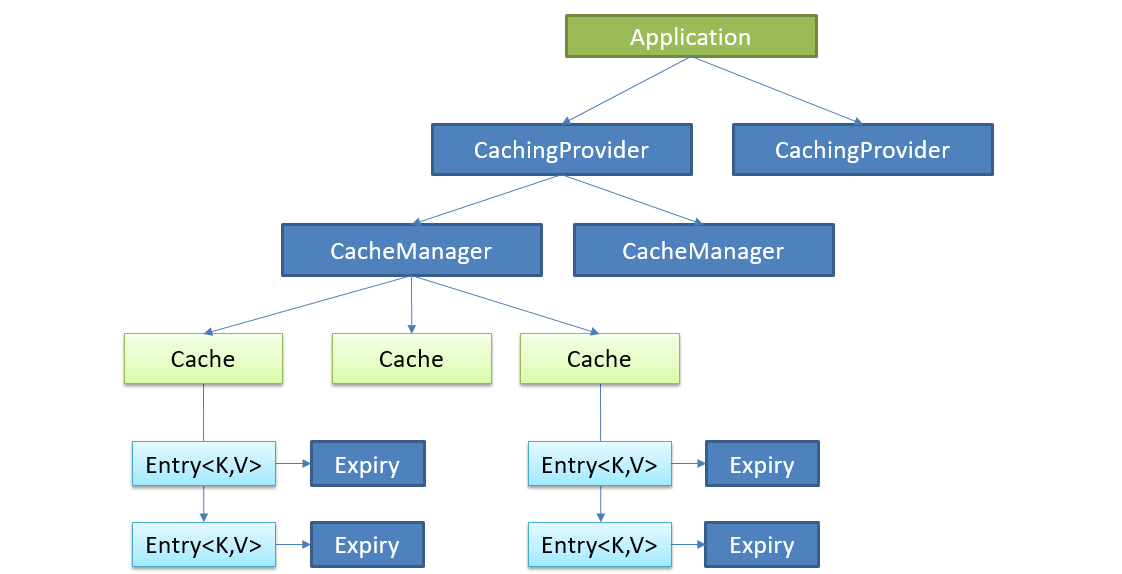 Application
CachingProvider
CachingProvider
CacheManager
CacheManager
Cache
Cache
Cache
Entry<K,V>
Expiry
Entry<K,V>
Expiry
Entry<K,V>
Expiry
Entry<K,V>
Expiry